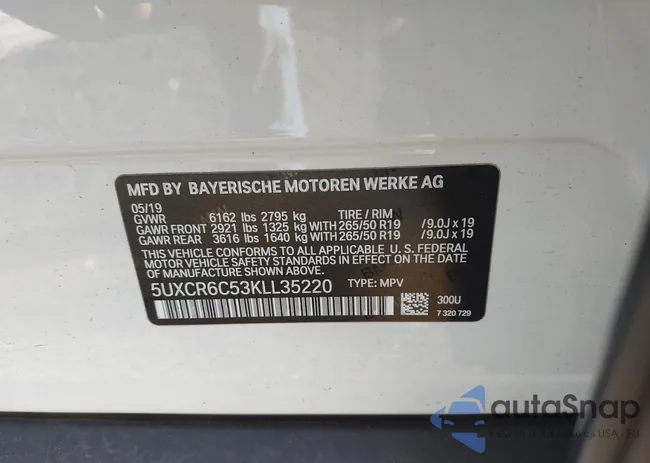 MFD BY BAYERISCHE MOTOREN WERKE AG
05/19
GVWR 6162 lbs 2795 kg TIRE / RIM
GAWR FRONT 2921 lbs 1325 kg WITH 265/50 R19 /9.0J x 19
GAWR REAR 3616 lbs 1640 kg WITH 265/50 R19 /9.0J x 19
THIS VEHICLE CONFORMS TO ALL APPLICABLE U. S. FEDERAL
MOTOR VEHICLE SAFETY STANDARDS IN EFFECT ON THE DATE
OF MANUFACTURE SHOWN ABOVE.
5UXCR6C53KLL35220 TYPE: MPV
300U
7 320 729
autoSnap
USA - EU